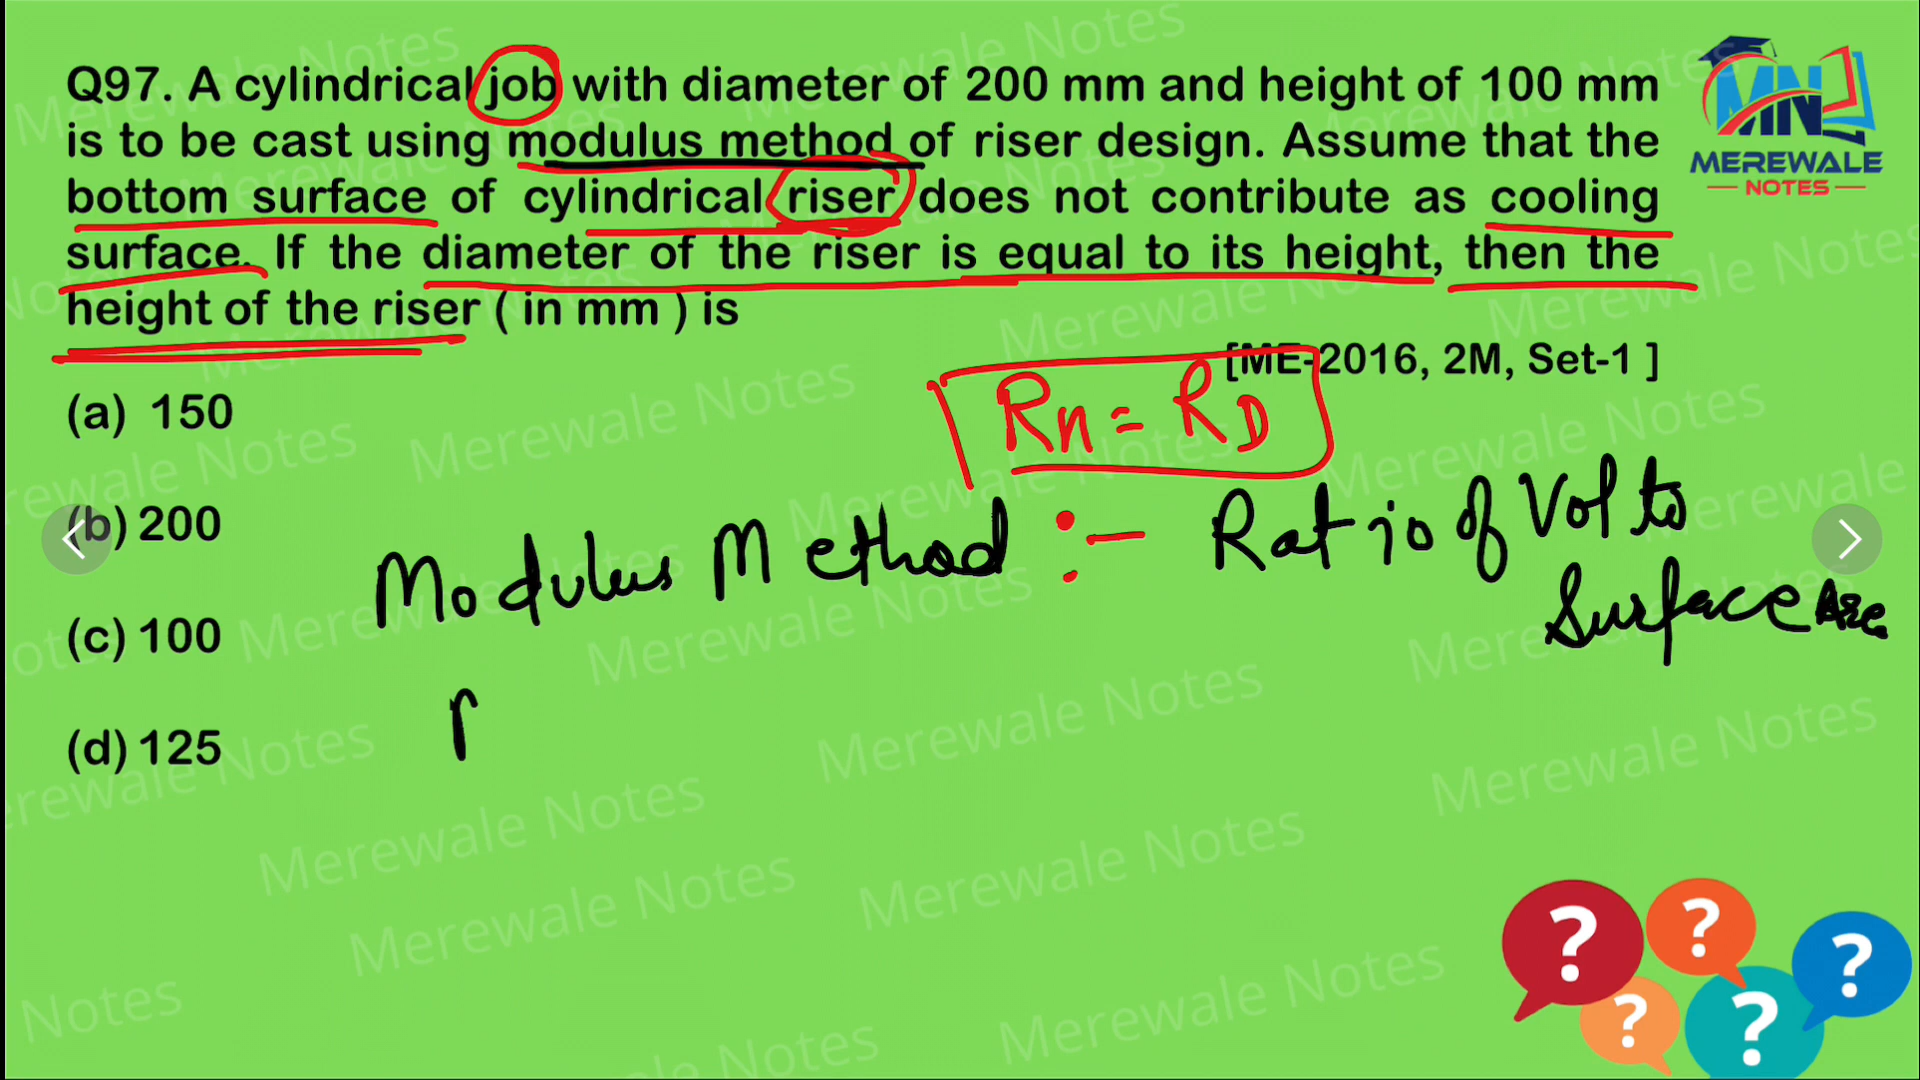 Q97. A cylindrical job with diameter of 200 mm and height of 100 mm
is to be cast using modulus method of riser design. Assume that the
bottom surface of cylindrical riser does not contribute as cooling
surface. If the diameter of the riser is equal to its height, then the
height of the riser ( in mm ) is
MEREWALE
NOTES
[ME-2016, 2M, Set-1 ]
RH = RD
(a) 150
(b) 200
(c) 100
(d) 125
Modulus Method :- Ratio of Vol to
Surface Are
Merewale Notes